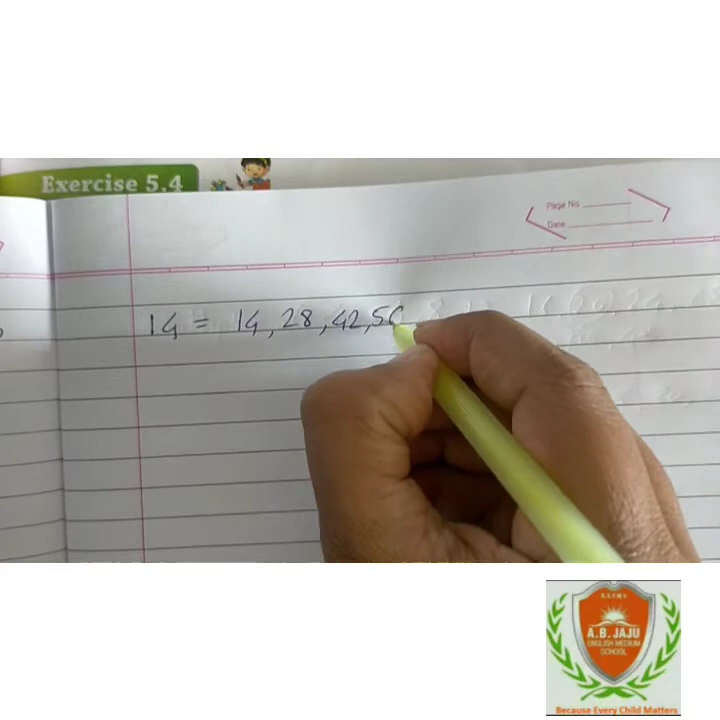 Exercise 5.4
Page No.
Date
14 = 14, 28, 42, 56
A.B. JAJU
ENGLISH MEDIUM
SCHOOL
Because Every Child Matters